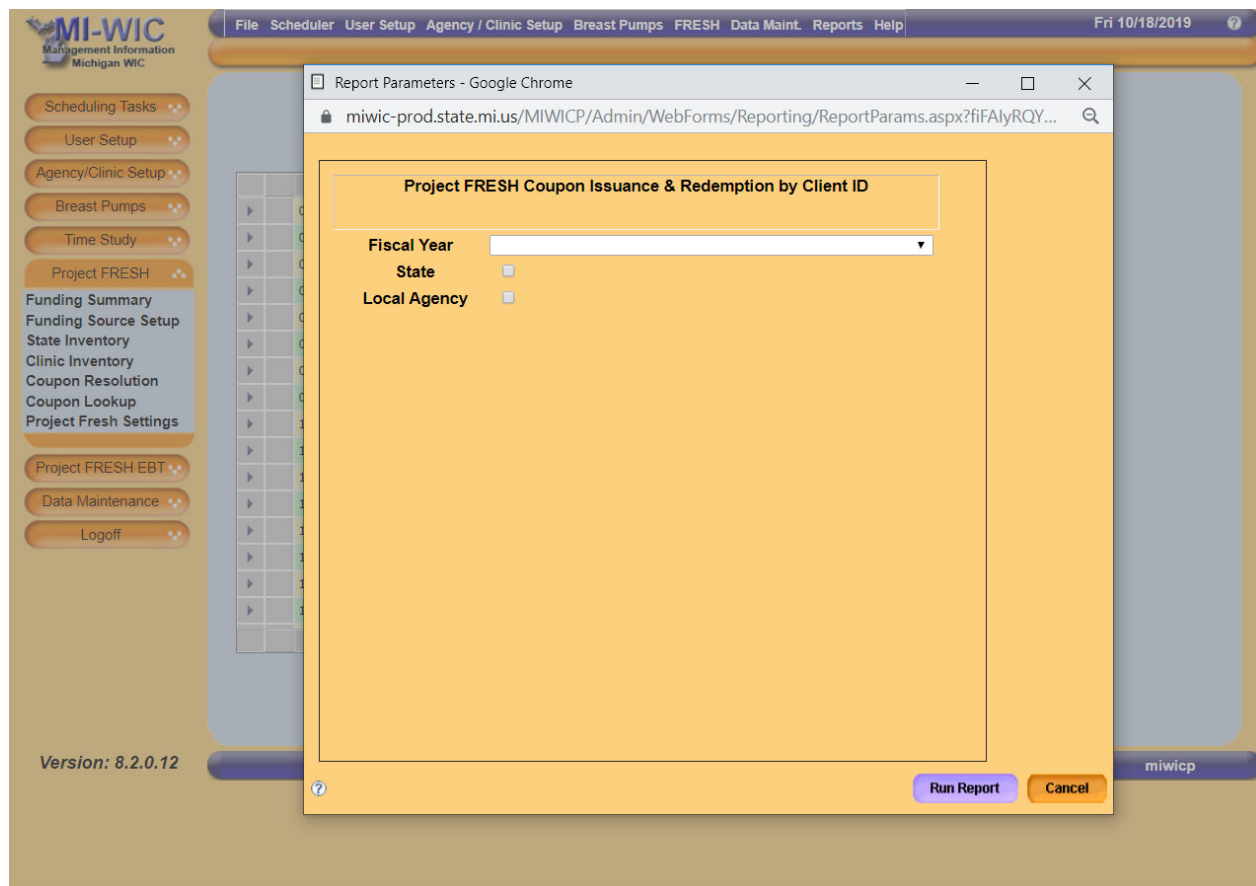 MI-WIC
Management Information
Michigan WIC
File Scheduler User Setup Agency / Clinic Setup Breast Pumps FRESH Data Maint. Reports Help
Fri 10/18/2019
?
Scheduling Tasks
User Setup
Agency/Clinic Setup
Breast Pumps
Time Study
Project FRESH
Funding Summary
Funding Source Setup
State Inventory
Clinic Inventory
Coupon Resolution
Coupon Lookup
Project Fresh Settings
Project FRESH EBT
Data Maintenance
Logoff
Version: 8.2.0.12
Report Parameters - Google Chrome
miwic-prod.state.mi.us/MIWICP/Admin/WebForms/Reporting/ReportParams.aspx?fiFAlyRQY...
Project FRESH Coupon Issuance & Redemption by Client ID
Fiscal Year
State
Local Agency
?
Run Report
Cancel
miwicp